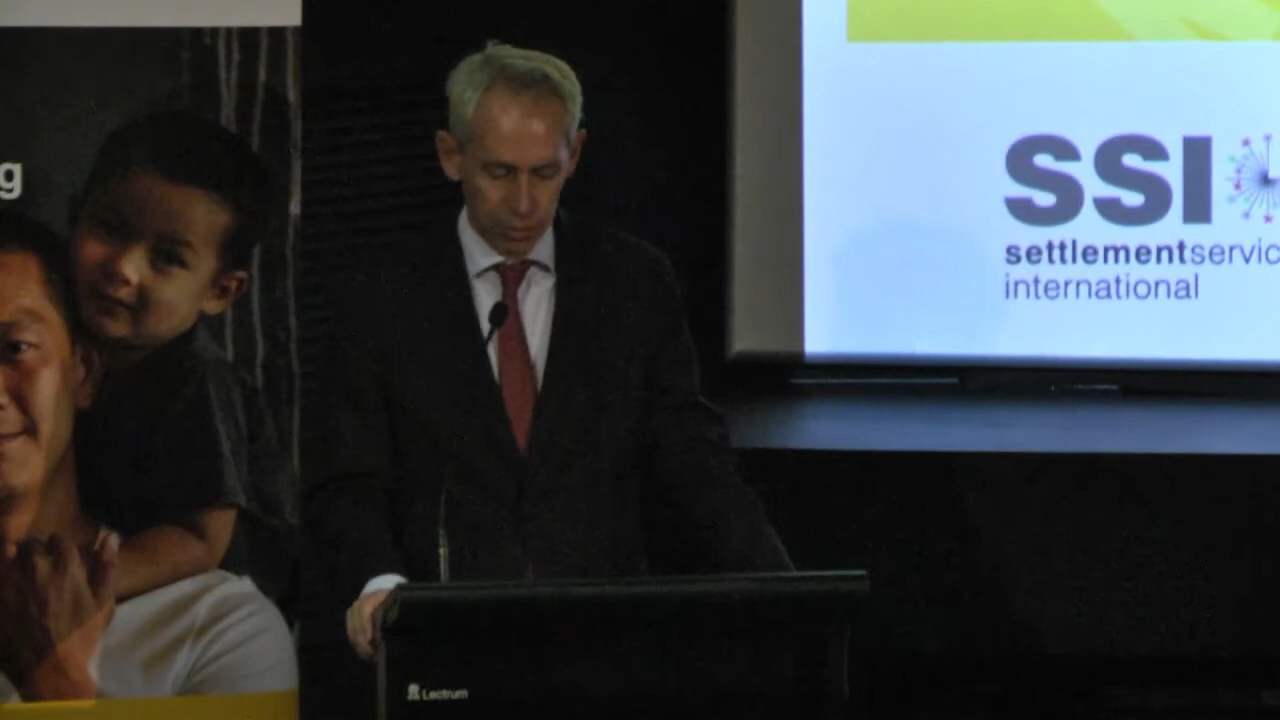 g
SSI
settlementservic
international
Lectrum